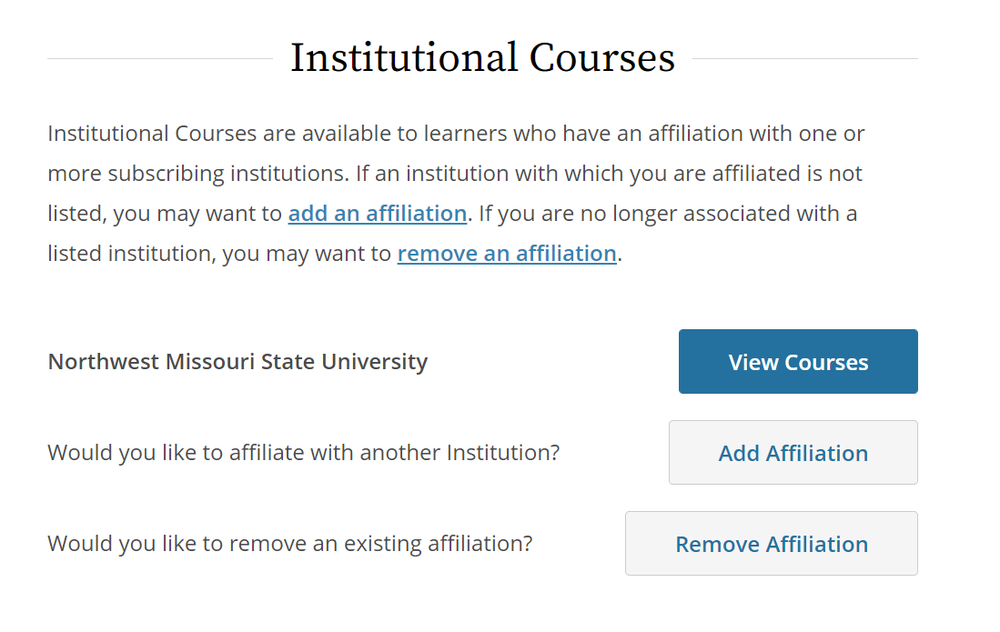 Institutional Courses
Institutional Courses are available to learners who have an affiliation with one or
more subscribing institutions. If an institution with which you are affiliated is not
listed, you may want to add an affiliation. If you are no longer associated with a
listed institution, you may want to remove an affiliation.
Northwest Missouri State University
View Courses
Would you like to affiliate with another Institution?
Add Affiliation
Would you like to remove an existing affiliation?
Remove Affiliation